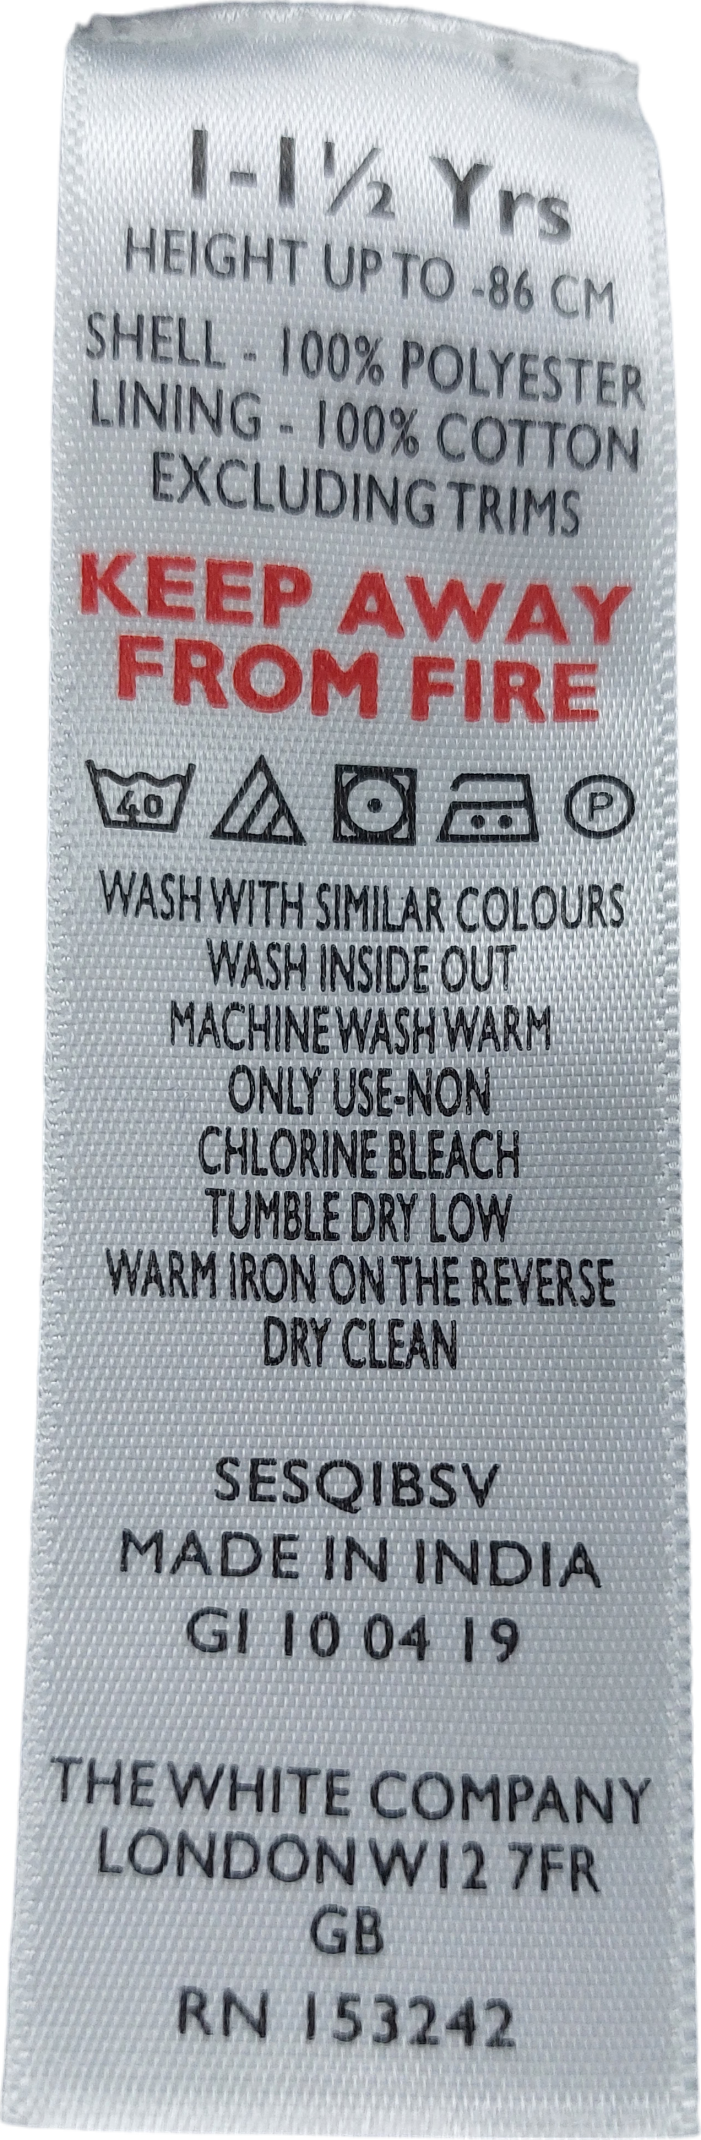 1-1½ Yrs
HEIGHT UP TO -86 CM
SHELL - 100% POLYESTER
LINING - 100% COTTON
EXCLUDING TRIMS
KEEP AWAY
FROM FIRE
40 P
WASH WITH SIMILAR COLOURS
WASH INSIDE OUT
MACHINE WASH WARM
ONLY USE-NON
CHLORINE BLEACH
TUMBLE DRY LOW
WARM IRON ON THE REVERSE
DRY CLEAN
SESQIBSV
MADE IN INDIA
GI 10 04 19
THE WHITE COMPANY
LONDON W12 7FR
GB
RN 153242